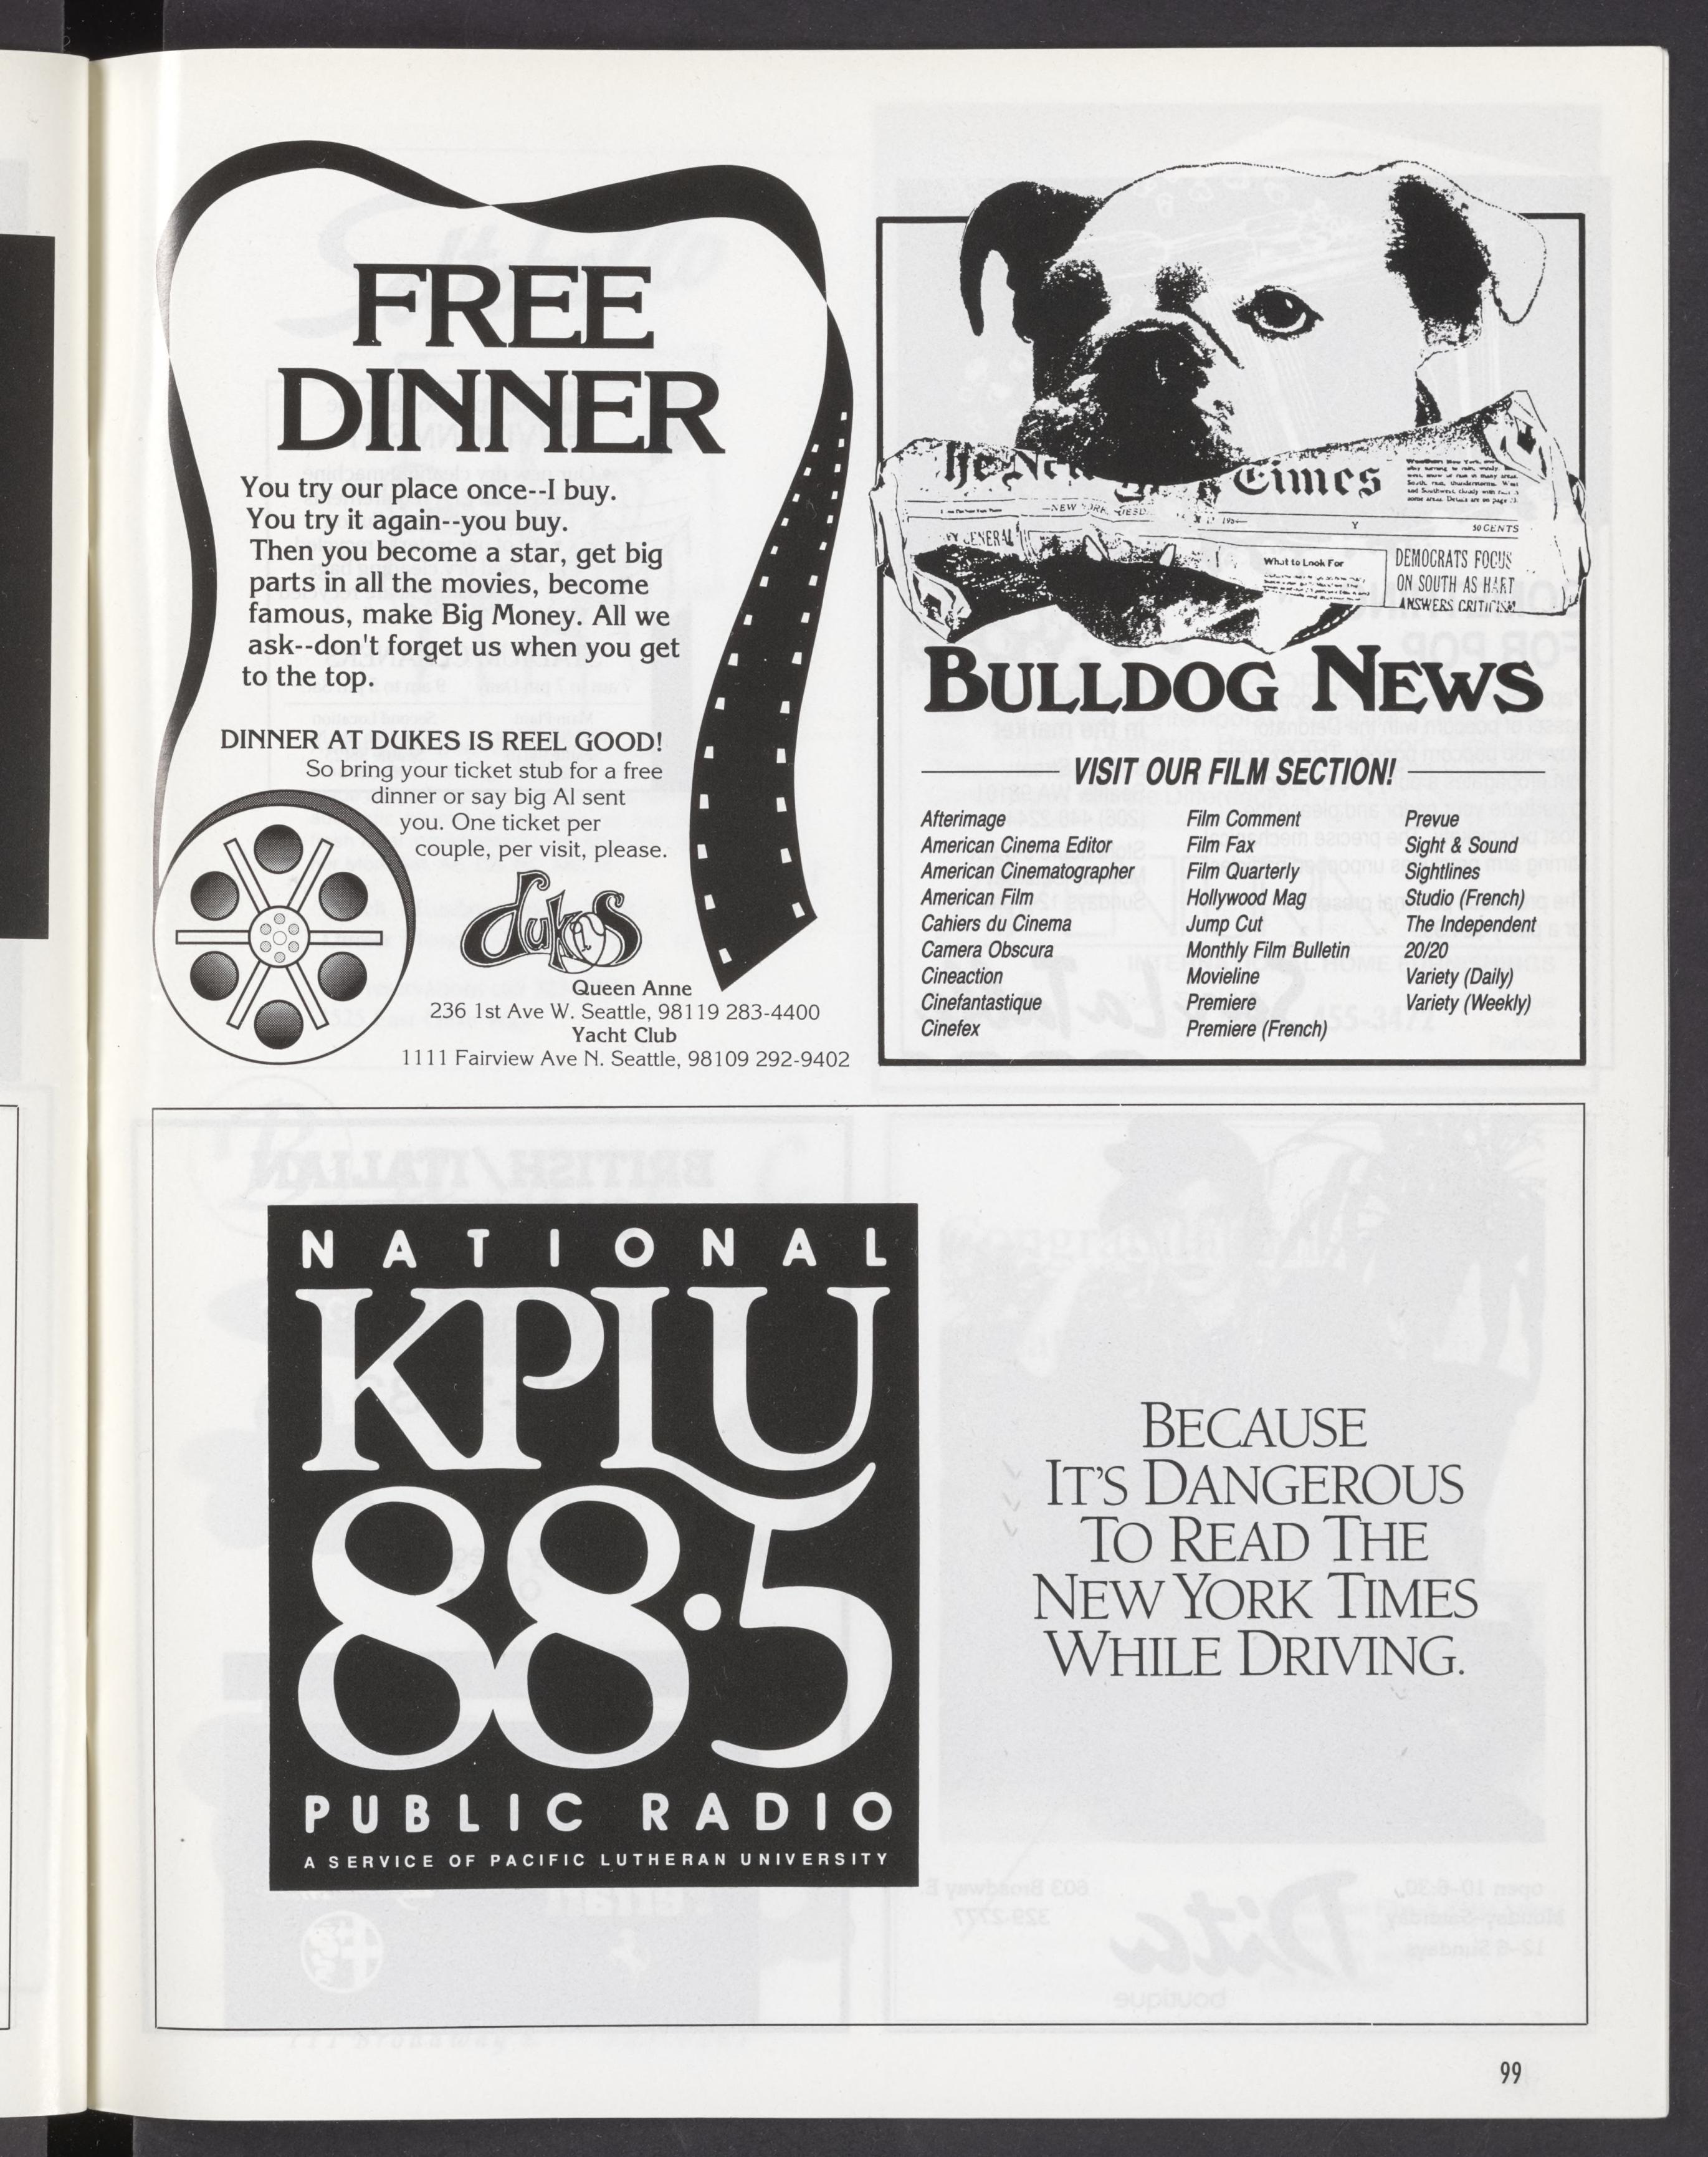 FREE
DINNER
You try our place once--I buy.
You try it again--you buy.
Then you become a star, get big
parts in all the movies, become
famous, make Big Money. All we
ask--don't forget us when you get
to the top.
DINNER AT DUKES IS REEL GOOD!
So bring your ticket stub for a free
dinner or say big Al sent
you. One ticket per
couple, per visit, please.
dukes
Queen Anne
236 1st Ave W. Seattle, 98119 283-4400
Yacht Club
1111 Fairview Ave N. Seattle, 98109 292-9402
Times
50 CENTS
What to Look For
DEMOCRATS FOCUS
ON SOUTH AS HART
ANSWERS CRITICISM
BULLDOG NEWS
VISIT OUR FILM SECTION!
Afterimage
American Cinema Editor
American Cinematographer
American Film
Cahiers du Cinema
Camera Obscura
Cineaction
Cinefantastique
Cinefex
Film Comment
Film Fax
Film Quarterly
Hollywood Mag
Jump Cut
Monthly Film Bulletin
Movieline
Premiere
Premiere (French)
Prevue
Sight & Sound
Sightlines
Studio (French)
The Independent
20/20
Variety (Daily)
Variety (Weekly)
NATIONAL
KPLU
88.5
PUBLIC RADIO
A SERVICE OF PACIFIC LUTHERAN UNIVERSITY
BECAUSE
IT'S DANGEROUS
TO READ THE
NEW YORK TIMES
WHILE DRIVING.
99